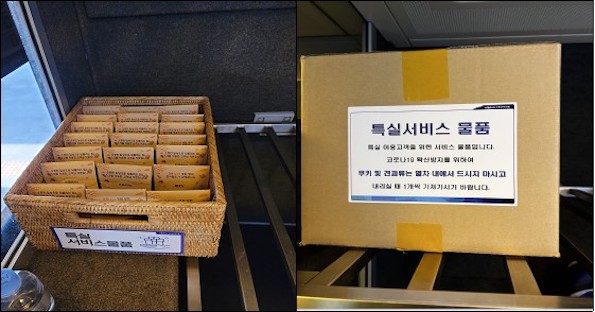 특실
서비스물품
특실서비스 물품
특실 이용고객을 위한 서비스 물품입니다.
코로나19 확산방지를 위하여
쿠키 및 견과류는 열차 내에서 드시지 마시고
내리실 때 1개씩 가져가시기 바랍니다.